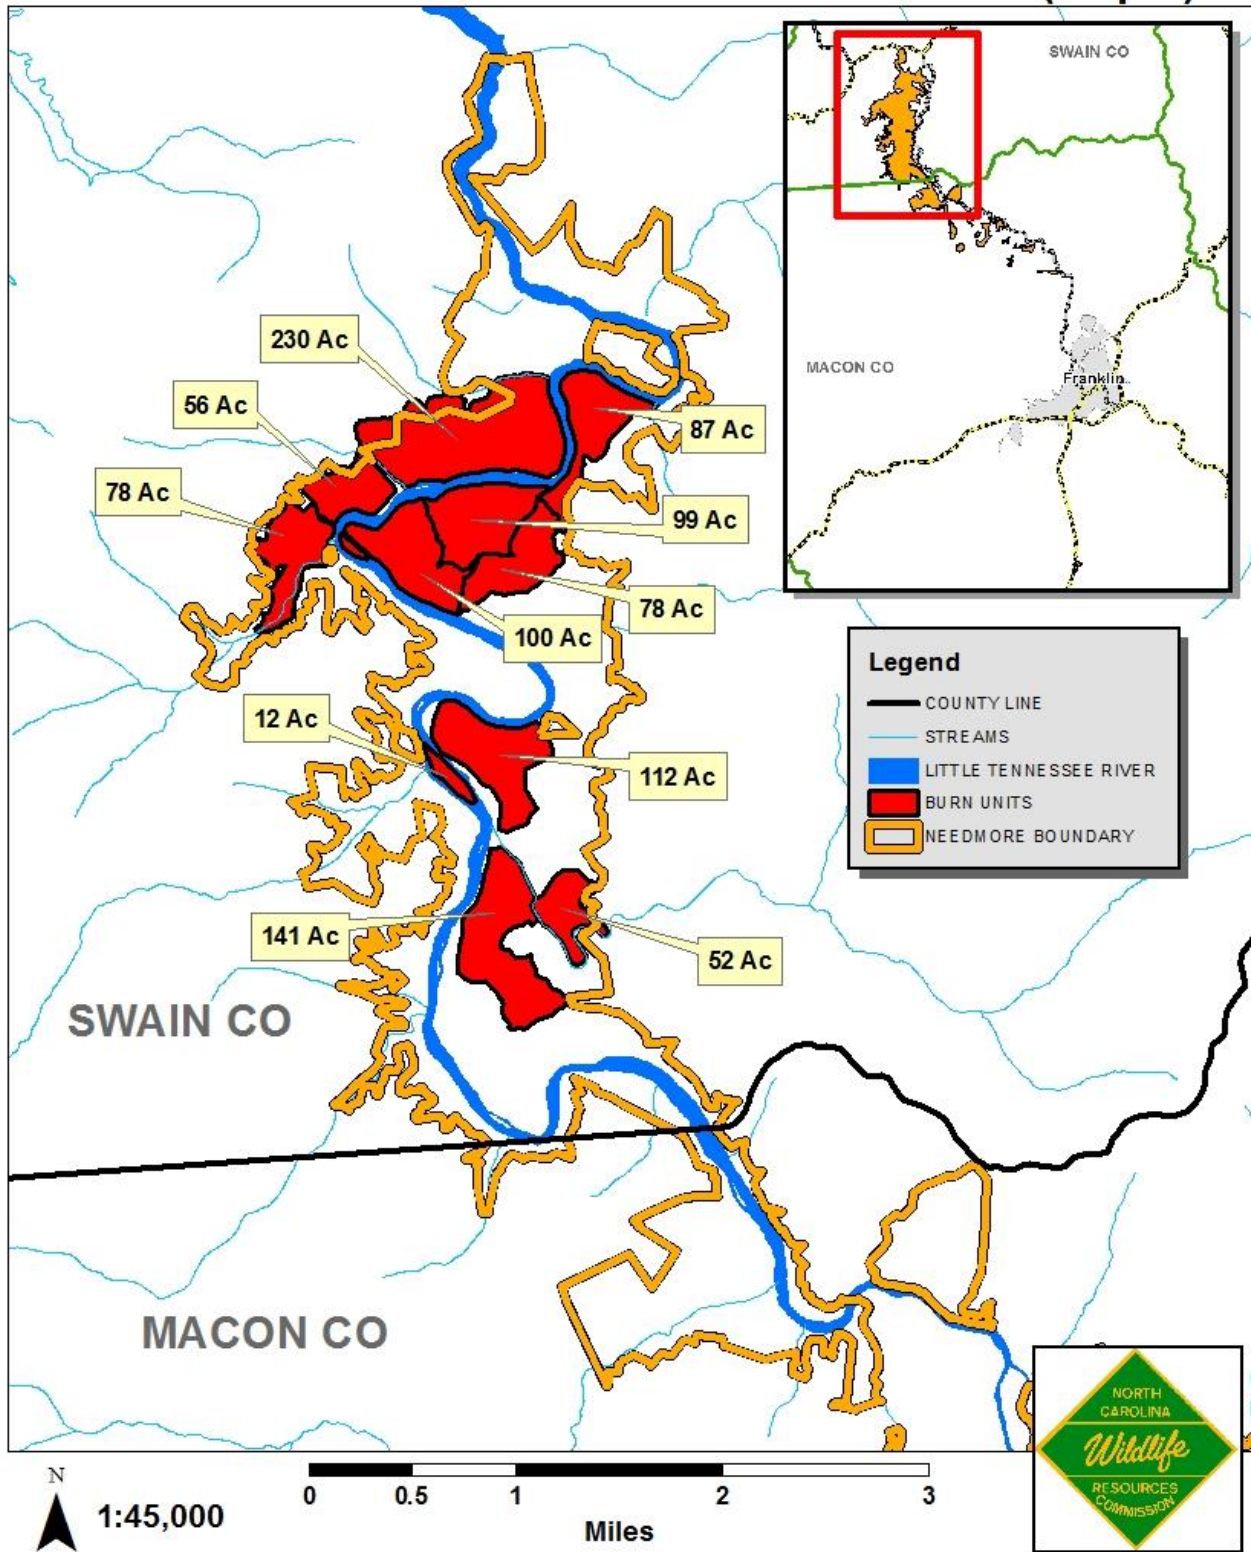 SWAIN CO
MACON CO
Franklin
230 Ac
56 Ac
78 Ac
87 Ac
99 Ac
78 Ac
100 Ac
12 Ac
112 Ac
141 Ac
52 Ac
Legend
COUNTY LINE
STREAMS
LITTLE TENNESSEE RIVER
BURN UNITS
NEEDMORE BOUNDARY
SWAIN CO
MACON CO
NORTH
CAROLINA
Wildlife
RESOURCES
COMMISSION
N
1:45,000
0 0.5 1 2 3
Miles